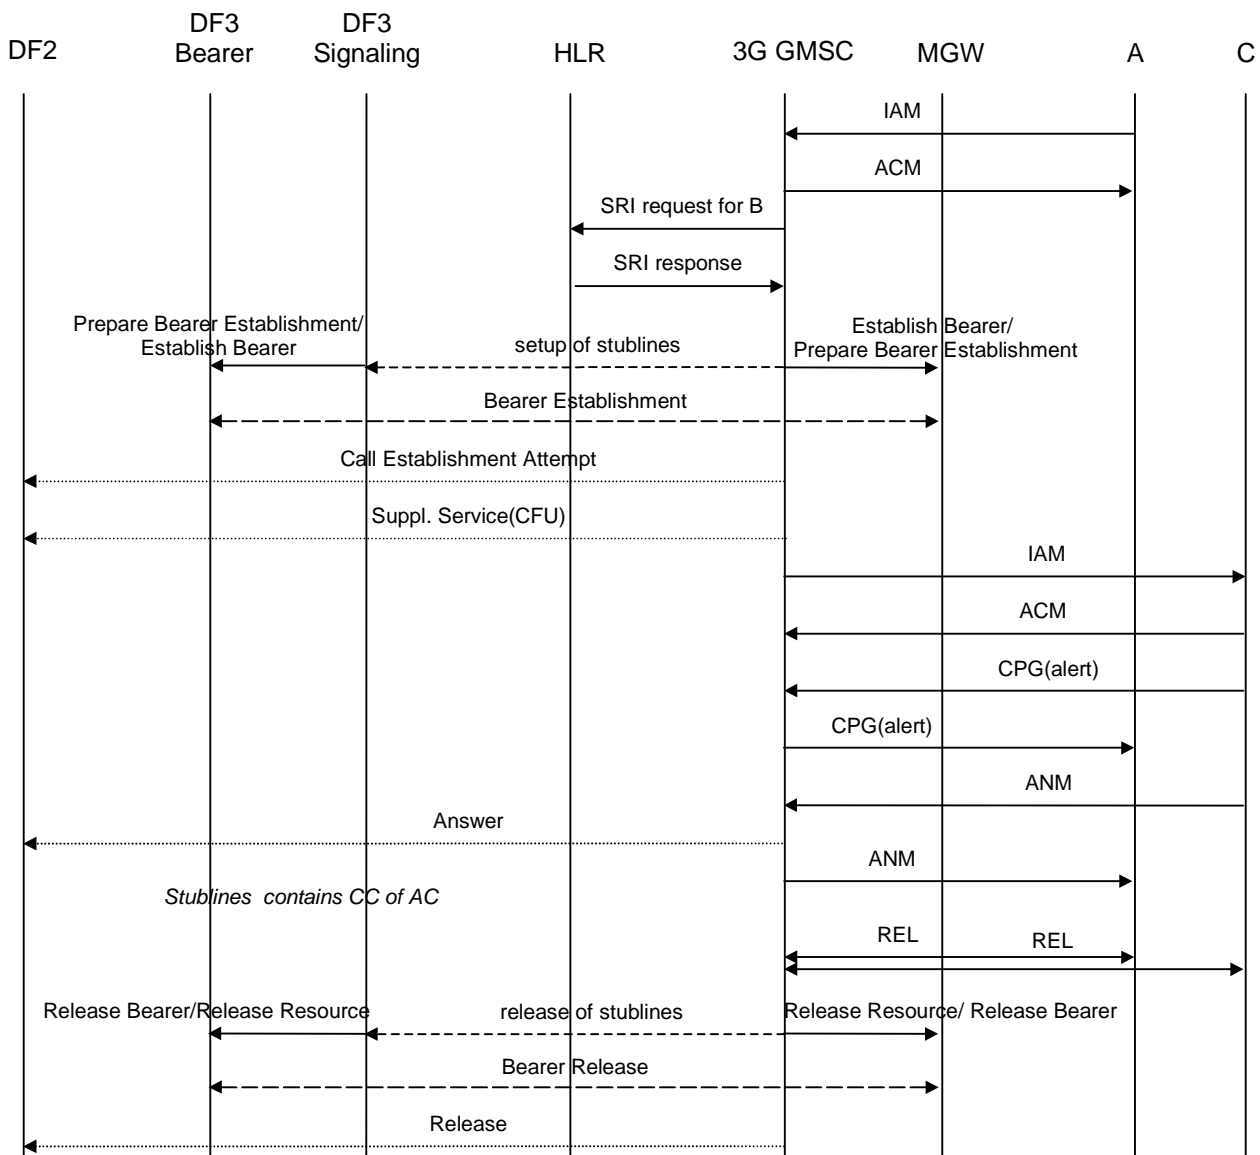 DF2
DF3
Bearer
DF3
Signaling
HLR
3G GMSC
MGW
A
C
IAM
ACM
SRI request for B
SRI response
Prepare Bearer Establishment/
Establish Bearer
setup of stublines
Establish Bearer/
Prepare Bearer Establishment
Bearer Establishment
Call Establishment Attempt
Suppl. Service(CFU)
IAM
ACM
CPG(alert)
CPG(alert)
ANM
Answer
ANM
Stublines contains CC of AC
REL
REL
Release Bearer/Release Resource
release of stublines
Release Resource/ Release Bearer
Bearer Release
Release